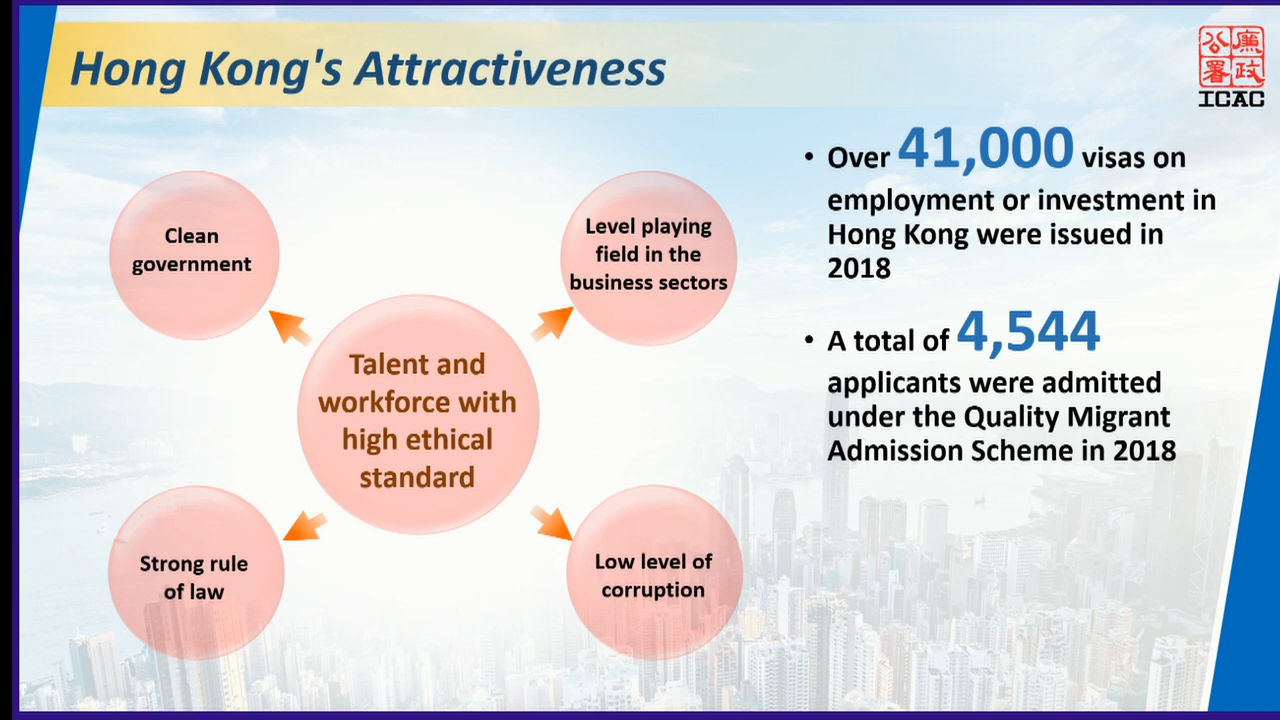 Hong Kong's Attractiveness
公廉
署政
ICAC
Clean
government
Level playing
field in the
business sectors
Talent and
workforce with
high ethical
standard
Strong rule
of law
Low level of
corruption
• Over 41,000 visas on
employment or investment in
Hong Kong were issued in
2018
• A total of 4,544
applicants were admitted
under the Quality Migrant
Admission Scheme in 2018